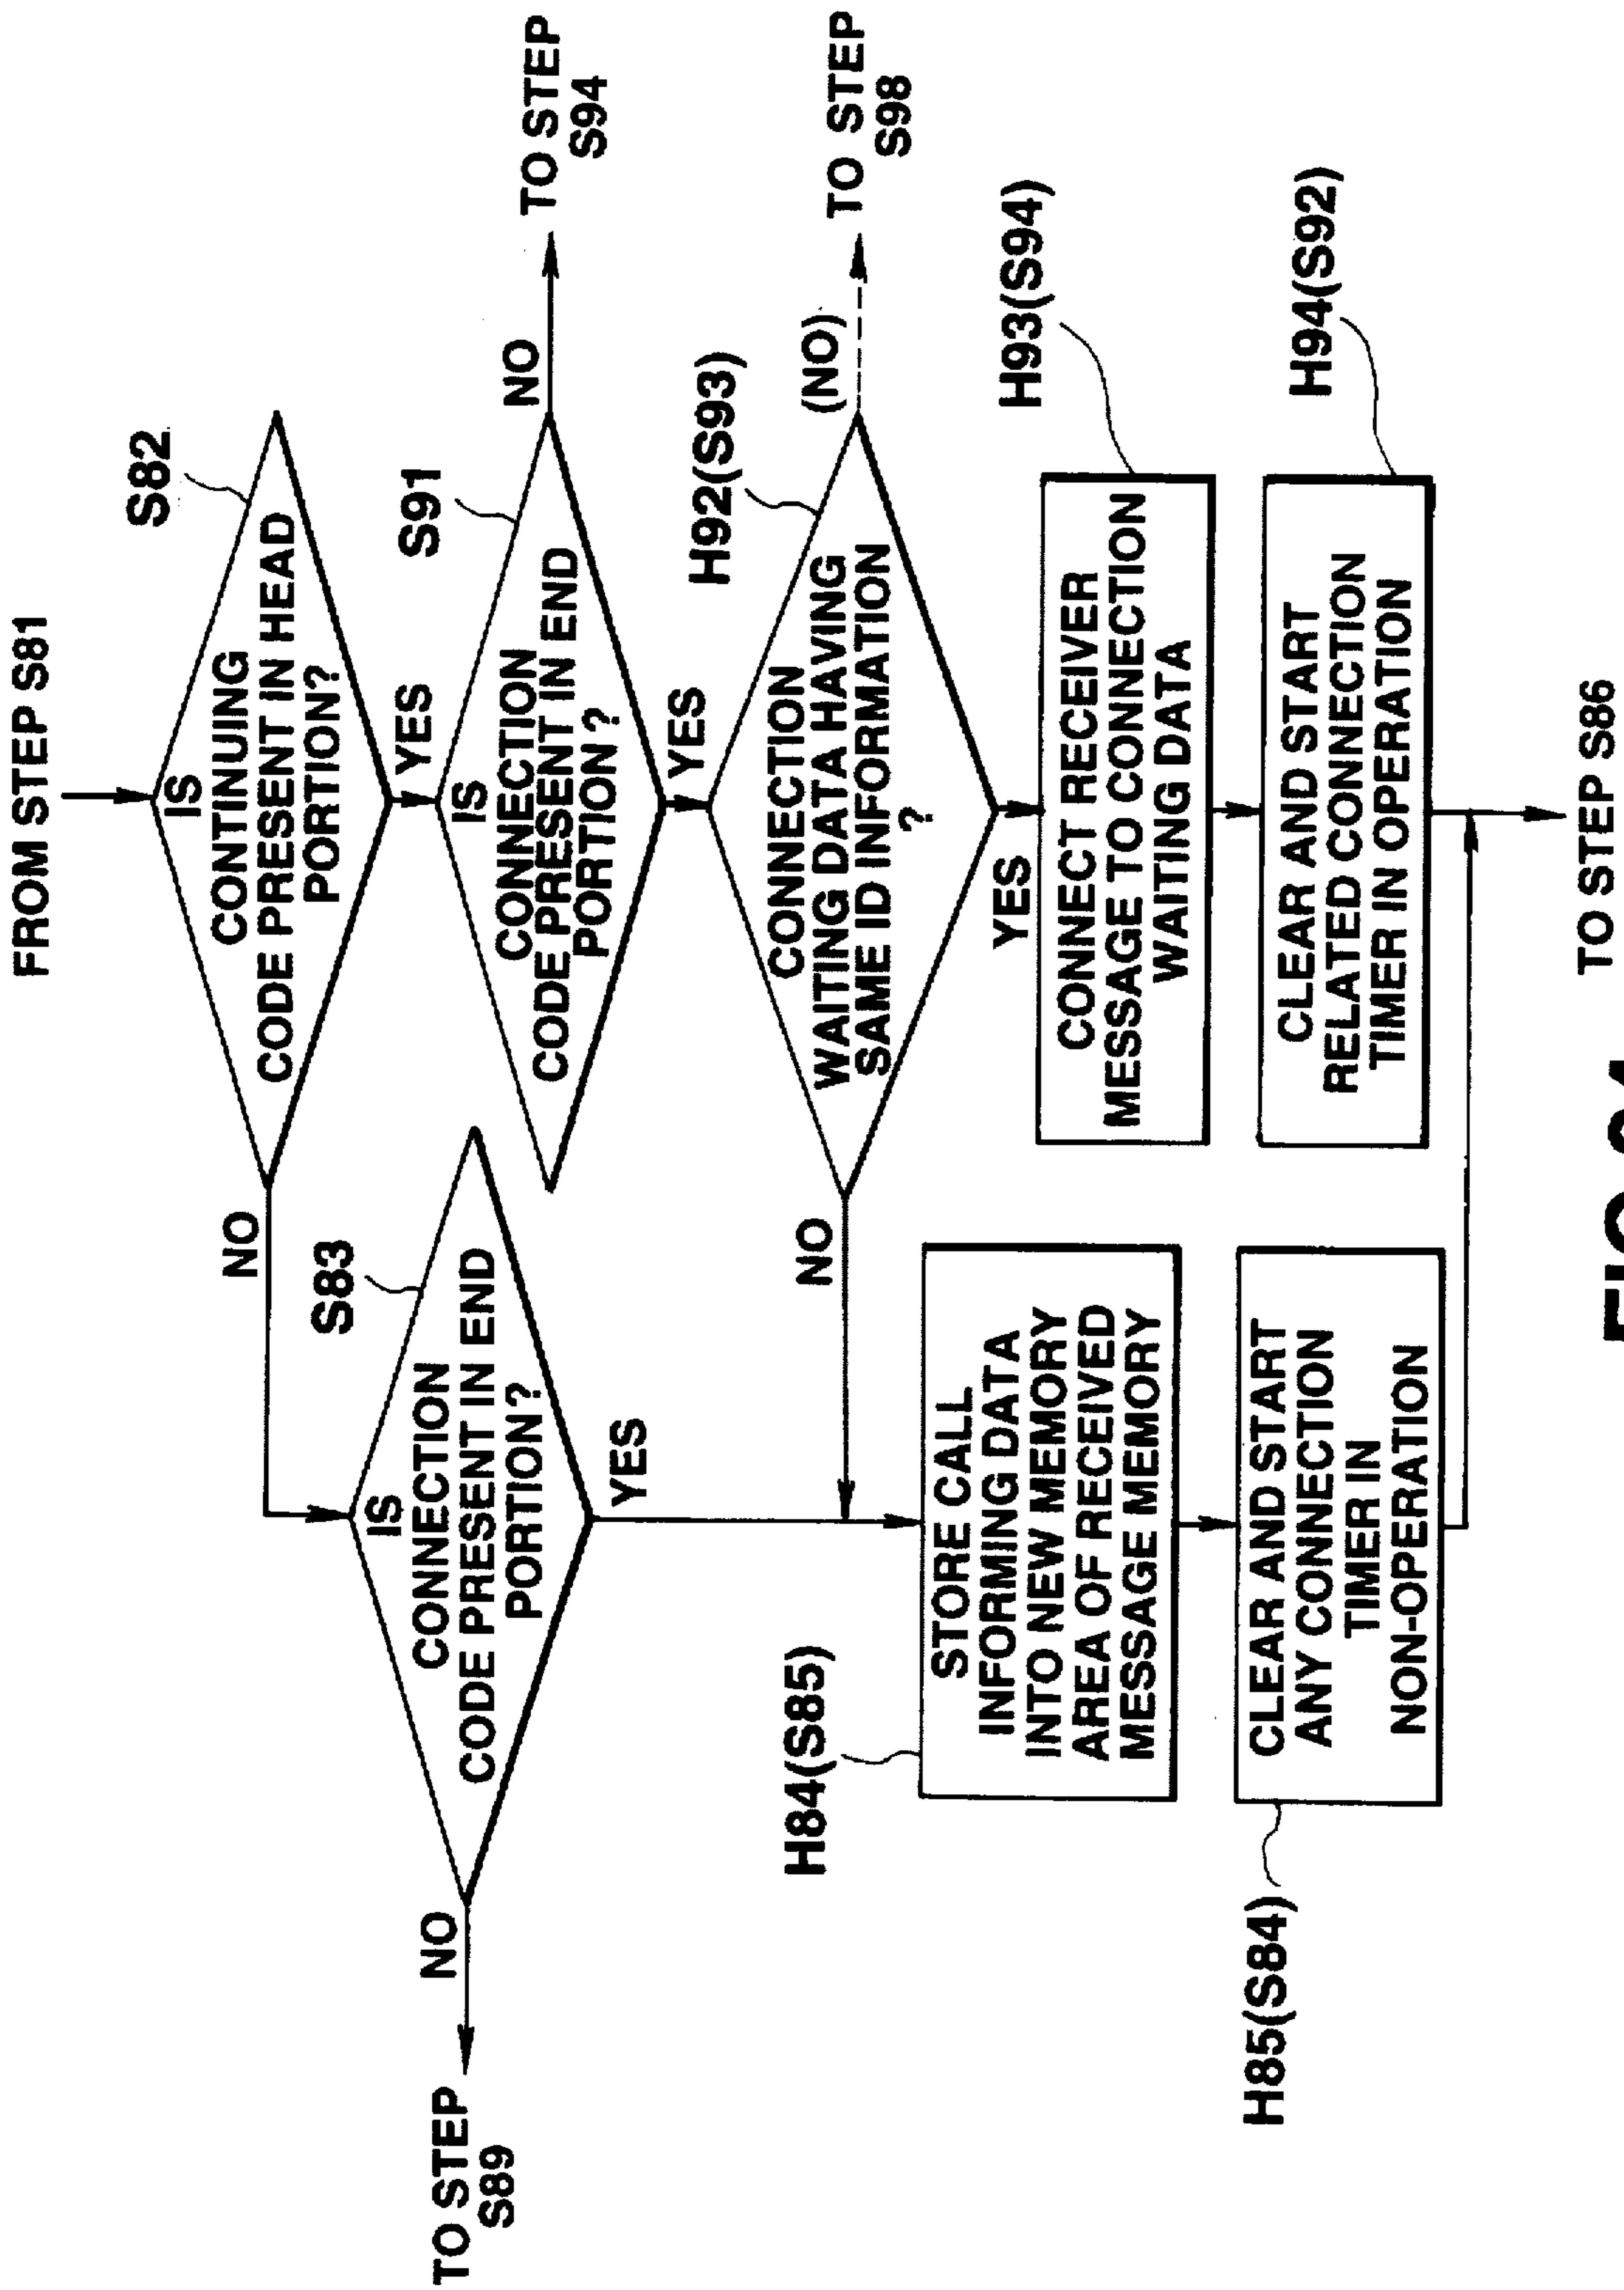 FROM STEP S81
S82
IS
CONTINUING
CODE PRESENT IN HEAD
PORTION?
NO
YES
S83
IS
CONNECTION
CODE PRESENT IN END
PORTION?
NO
TO STEP
S89
YES
S91
IS
CONNECTION
CODE PRESENT IN END
PORTION?
NO
TO STEP
S94
YES
H92(S93)
CONNECTION
WAITING DATA HAVING
SAME ID INFORMATION
?
NO
(NO)
TO STEP
S98
YES
H84(S85)
STORE CALL
INFORMING DATA
INTO NEW MEMORY
AREA OF RECEIVED
MESSAGE MEMORY
H93(S94)
CONNECT RECEIVER
MESSAGE TO CONNECTION
WAITING DATA
H85(S84)
CLEAR AND START
ANY CONNECTION
TIMER IN
NON-OPERATION
H94(S92)
CLEAR AND START
RELATED CONNECTION
TIMER IN OPERATION
TO STEP S86